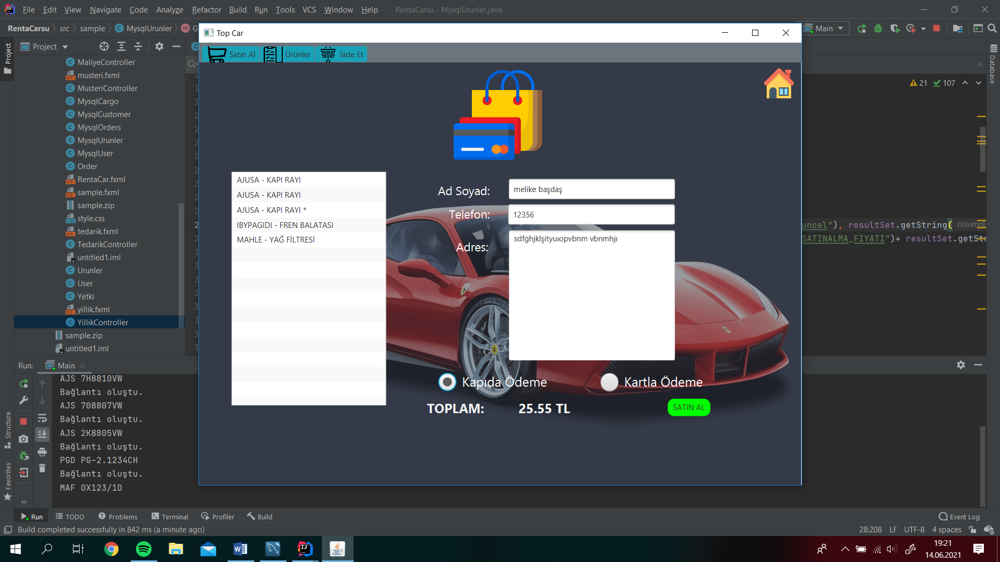 File Edit View Navigate Code Analyze Refactor Build Run Tools VCS Window Help RentaCarsu - MysqlUrunler.java
RentaCarsu src sample MysqlUrunler Main
Top Car
Project
Satın Al Ürünler İade Et
MaliyeController
musteri.fxml
MusteriController
MysqlCargo
MysqlCustomer
MysqlOrders
MysqlUrunler
MysqlUser
Order
RentaCar.fxml
sample.fxml
sample.zip
style.css
tedarik.fxml
TedarikController
untitled1.iml
Urunler
User
Yetki
yillik.fxml
YillikController
sample.zip
untitled1.iml
Project
Structure
Favorites
Database
21 107
uncel"), resultSet.getString( columnL
SATINALMA_FIYATI")+ resultSet.getStr
AJUSA - KAPI RAYI
AJUSA - KAPI RAYI
AJUSA - KAPI RAYI *
IBYPAGIDI - FREN BALATASI
MAHLE - YAĞ FİLTRESİ
Ad Soyad: melike başdaş
Telefon: 12356
Adres: sdfghjklşityuıopvbnm vbnmhjı
Kapıda Ödeme Kartla Ödeme
TOPLAM: 25.55 TL SATIN AL
Run: Main
AJS 7H8810VW
Bağlantı oluştu.
AJS 708807VW
Bağlantı oluştu.
AJS 2K8805VW
Bağlantı oluştu.
PGD PG-2.1234CH
Bağlantı oluştu.
MAF OX123/1D
Run TODO Problems Terminal Profiler Build Event Log
Build completed successfully in 842 ms (a minute ago) 28:208 LF UTF-8 4 spaces
19:21
14.06.2021